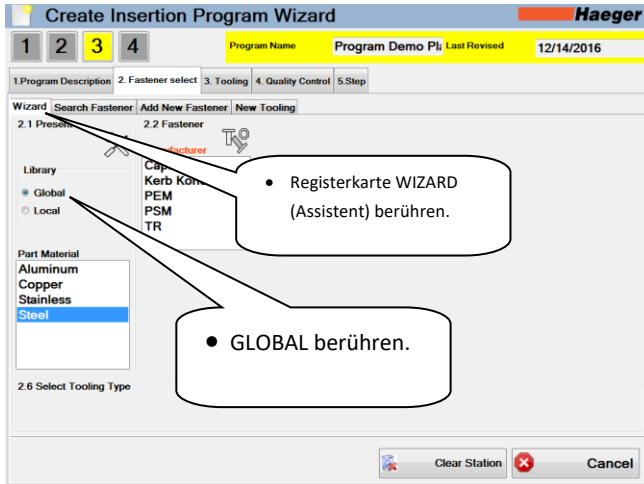 Create Insertion Program Wizard
Haeger
1 2 3 4
Program Name
Program Demo Pl
Last Revised
12/14/2016
1.Program Description 2. Fastener select 3. Tooling 4. Quality Control 5.Step
Wizard Search Fastener Add New Fastener New Tooling
2.1 Present
2.2 Fastener
Library
Global
Local
Kerb
PEM
PSM
TR
• Registerkarte WIZARD
(Assistent) berühren.
Part Material
Aluminum
Copper
Stainless
Steel
• GLOBAL berühren.
2.6 Select Tooling Type
Clear Station
Cancel